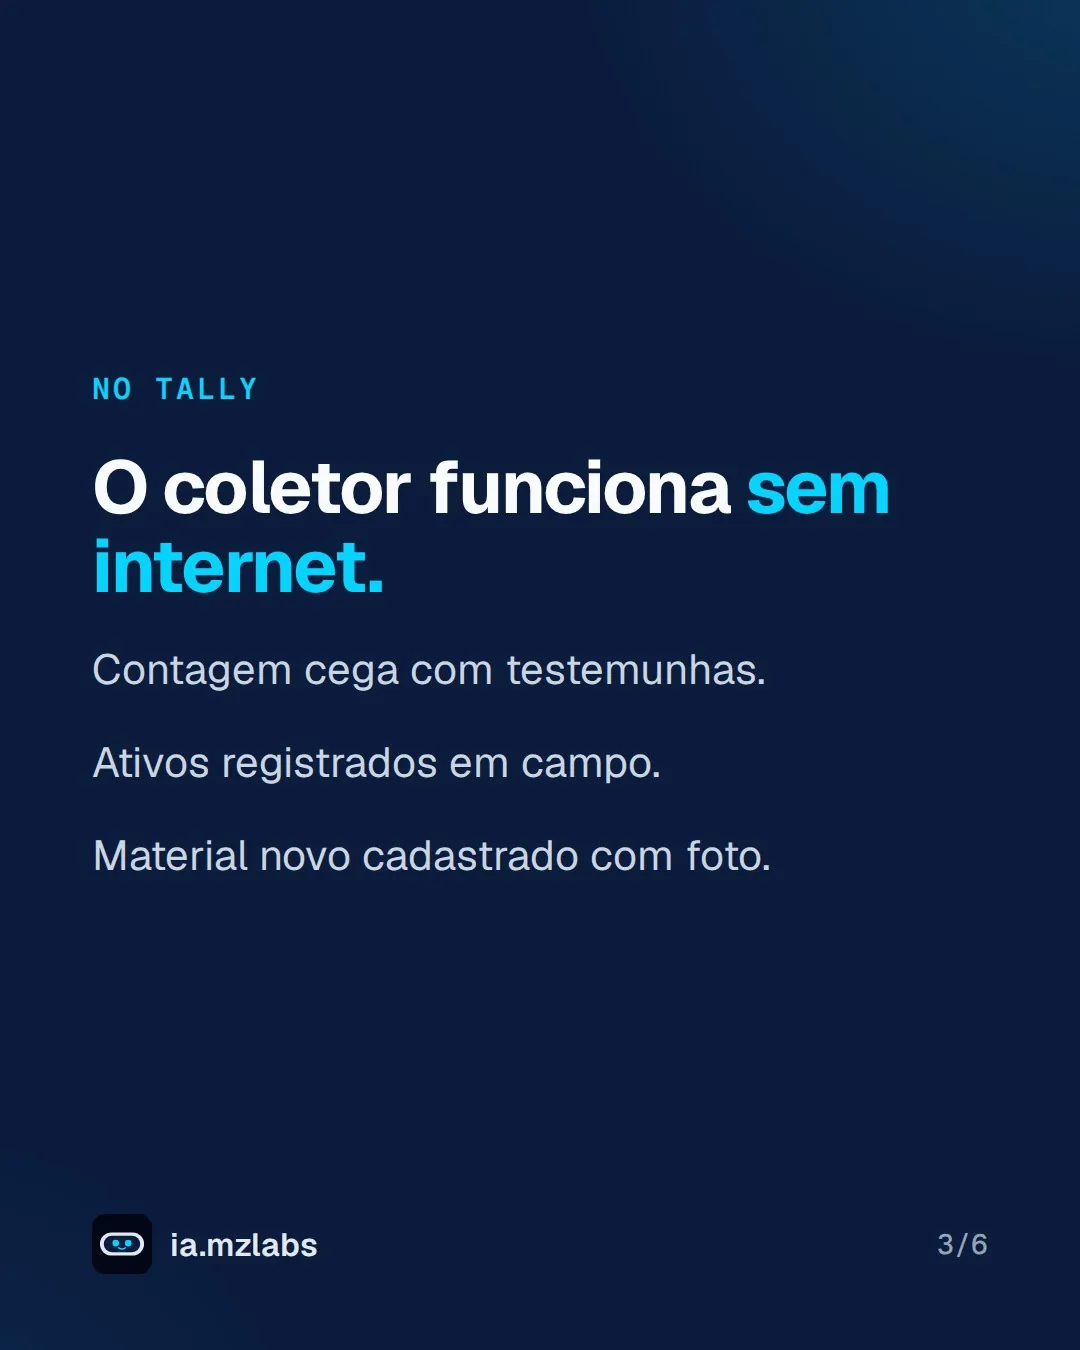 NO TALLY
O coletor funciona sem
internet.
Contagem cega com testemunhas.
Ativos registrados em campo.
Material novo cadastrado com foto.
ia.mzlabs
3/6